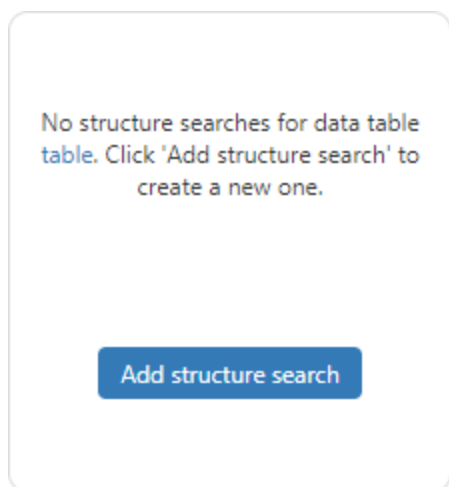 No structure searches for data table
table. Click 'Add structure search' to
create a new one.
Add structure search